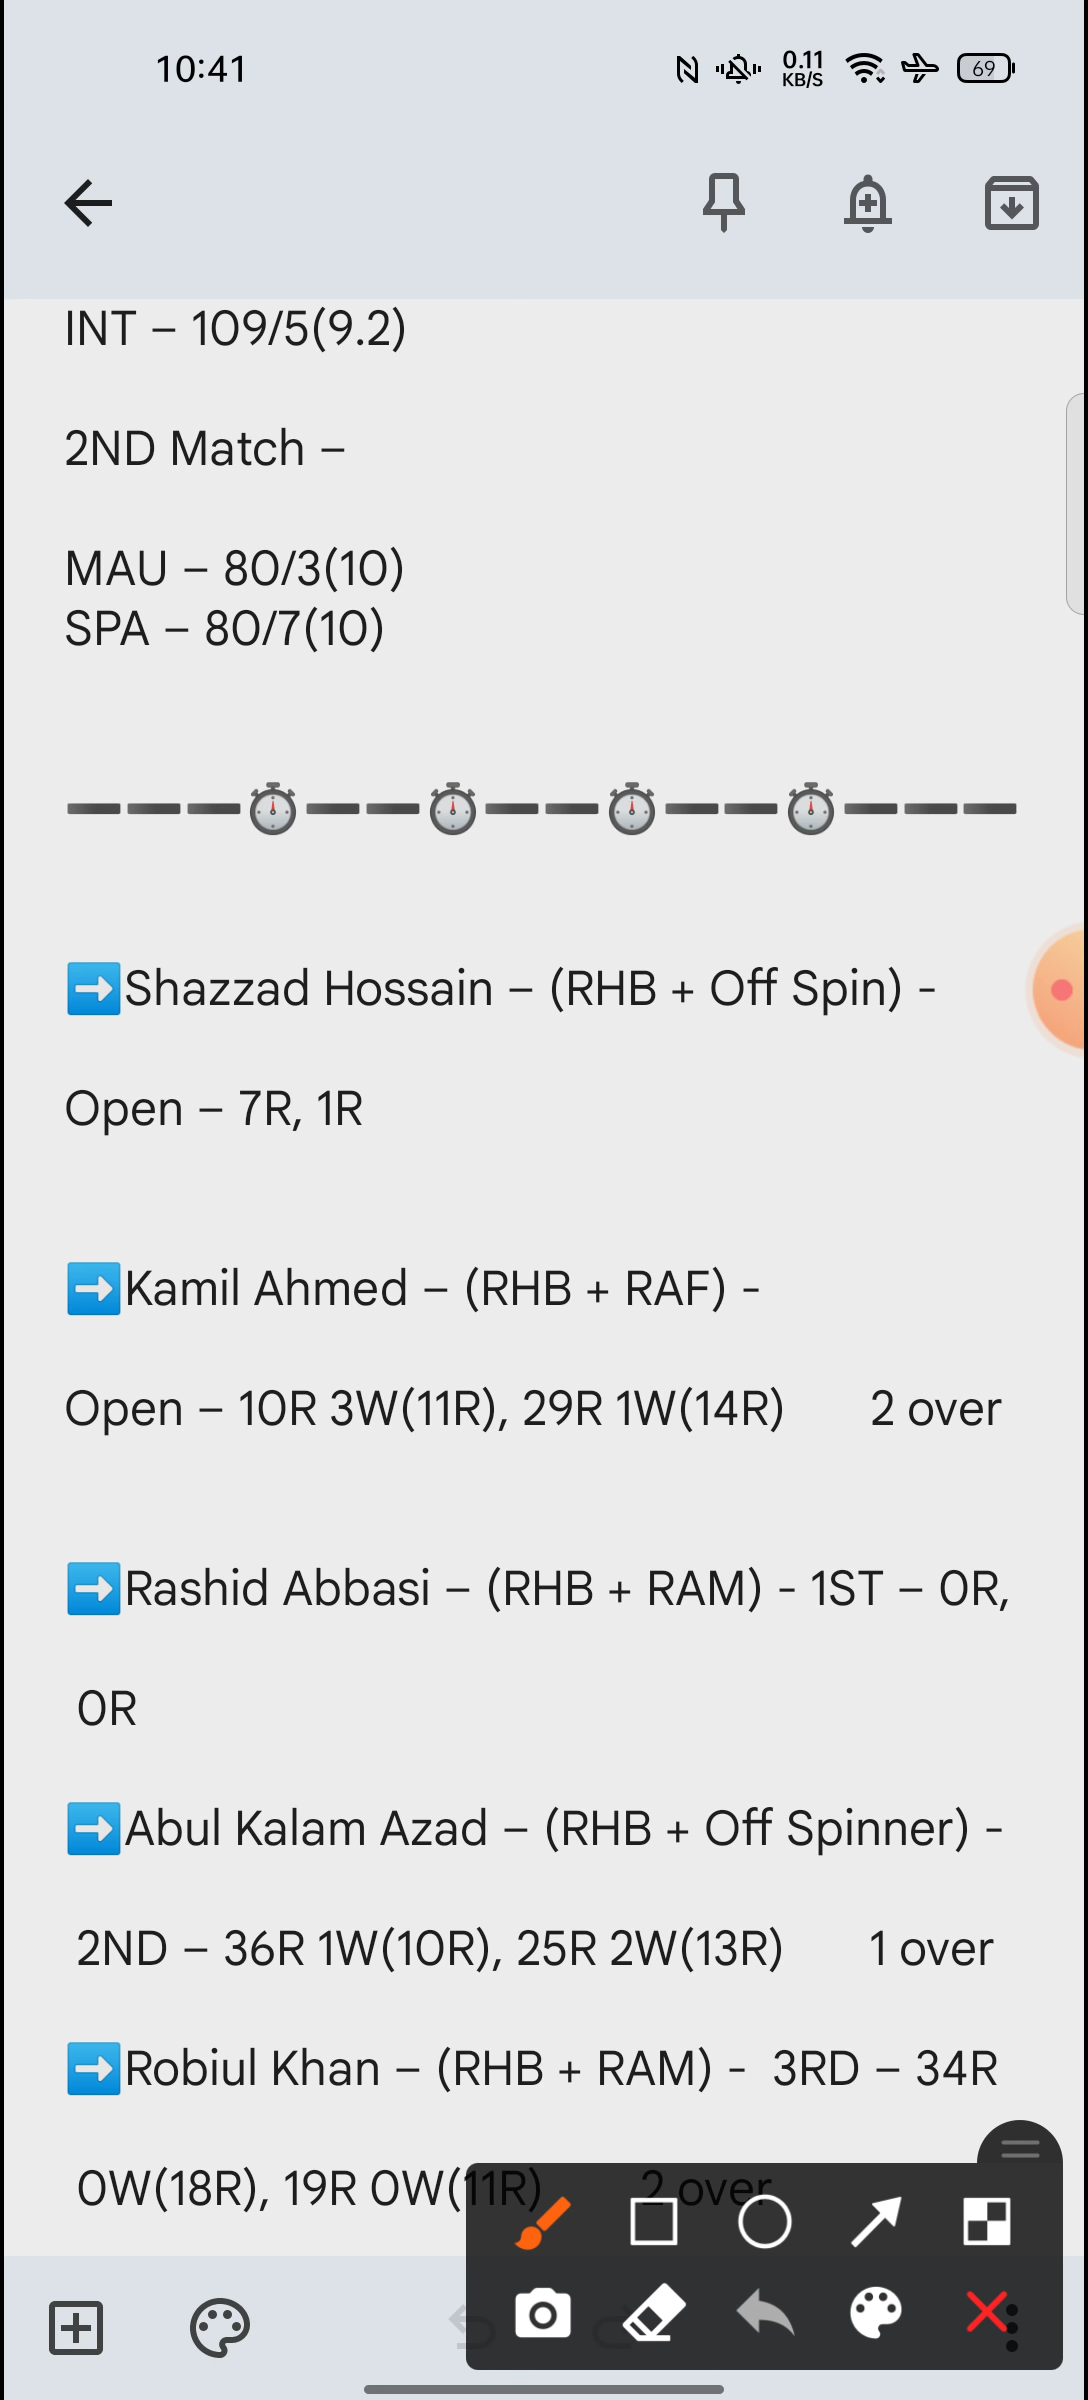 10:41
0.11
KB/S
69
INT – 109/5(9.2)
2ND Match –
MAU – 80/3(10)
SPA – 80/7(10)
➖➖➖⏱➖➖⏱➖➖⏱➖➖⏱➖➖➖
➡Shazzad Hossain – (RHB + Off Spin) -
Open – 7R, 1R
➡Kamil Ahmed – (RHB + RAF) -
Open – 10R 3W(11R), 29R 1W(14R) 2 over
➡Rashid Abbasi – (RHB + RAM) - 1ST – 0R,
0R
➡Abul Kalam Azad – (RHB + Off Spinner) -
2ND – 36R 1W(10R), 25R 2W(13R) 1 over
➡Robiul Khan – (RHB + RAM) - 3RD – 34R
0W(18R), 19R 0W(11R) 2 over